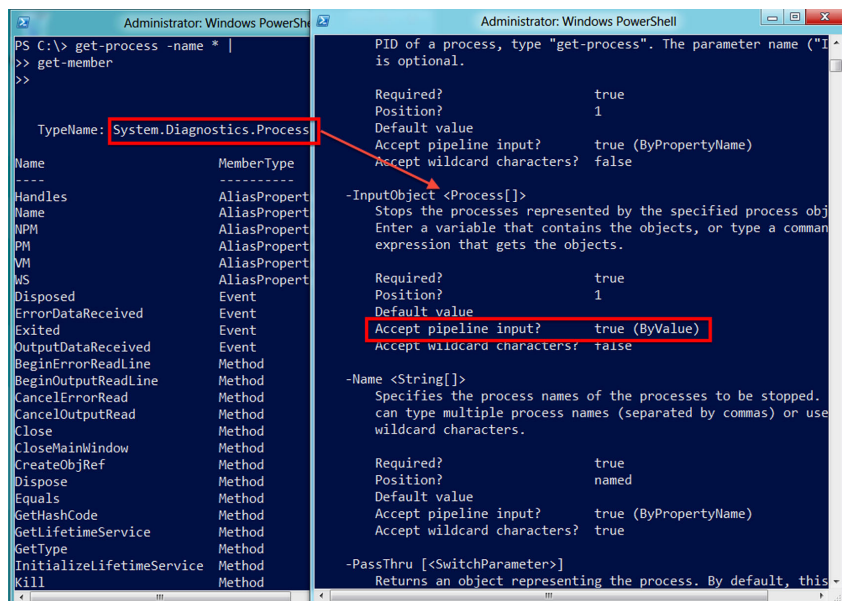 Administrator: Windows PowerShe
PS C:\> get-process -name * |
>> get-member
>>
TypeName: System.Diagnostics.Process
Name MemberType
---- ----------
Handles AliasPropert
Name AliasPropert
NPM AliasPropert
PM AliasPropert
VM AliasPropert
WS AliasPropert
Disposed Event
ErrorDataReceived Event
Exited Event
OutputDataReceived Event
BeginErrorReadLine Method
BeginOutputReadLine Method
CancelErrorRead Method
CancelOutputRead Method
Close Method
CloseMainWindow Method
CreateObjRef Method
Dispose Method
Equals Method
GetHashCode Method
GetLifetimeService Method
GetType Method
InitializeLifetimeService Method
Kill Method
Administrator: Windows PowerShell
PID of a process, type "get-process". The parameter name ("I
is optional.
Required? true
Position? 1
Default value
Accept pipeline input? true (ByPropertyName)
Accept wildcard characters? false
-InputObject <Process[]>
Stops the processes represented by the specified process obj
Enter a variable that contains the objects, or type a comman
expression that gets the objects.
Required? true
Position? 1
Default value
Accept pipeline input? true (ByValue)
Accept wildcard characters? false
-Name <String[]>
Specifies the process names of the processes to be stopped.
can type multiple process names (separated by commas) or use
wildcard characters.
Required? true
Position? named
Default value
Accept pipeline input? true (ByPropertyName)
Accept wildcard characters? true
-PassThru [<SwitchParameter>]
Returns an object representing the process. By default, this